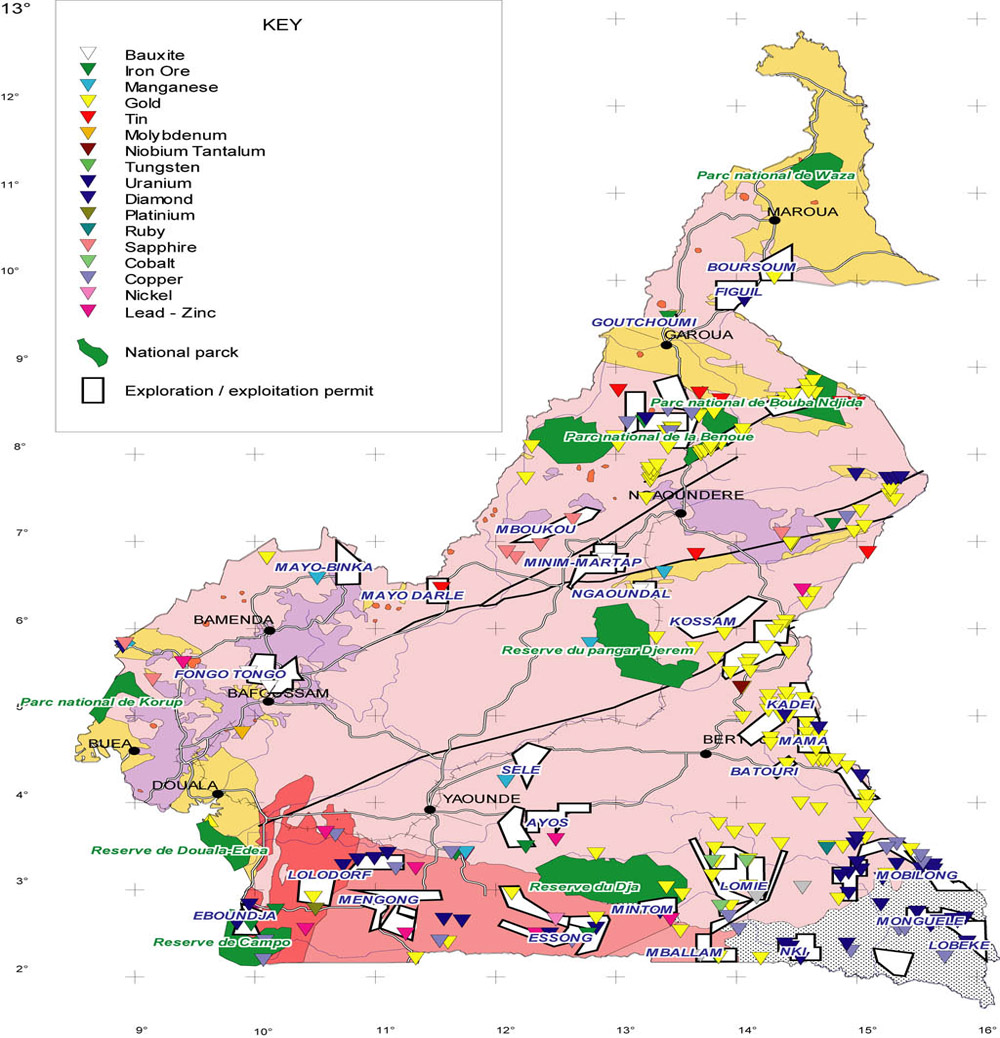 13°
KEY
Bauxite
Iron Ore
Manganese
Gold
Tin
Molybdenum
Niobium Tantalum
Tungsten
Uranium
Diamond
Platinium
Ruby
Sapphire
Cobalt
Copper
Nickel
Lead - Zinc
National parck
Exploration / exploitation permit
12°
11°
Parc national de Waza
MAROUA
10°
BOURSOUM
FIGUIL
GOUTCHOUMI
GAROUA
9°
Parc national de Bouba Ndjida
Parc national de la Benoue
8°
NGAOUNDERE
MBOUKOU
7°
MINIM-MARTAP
MAYO-BINKA
MAYO DARLE
NGAOUNDAL
6°
BAMENDA
KOSSAM
Reserve du pangar Djerem
FONGO TONGO
BAFOUSSAM
Parc national de Korup
5°
KADEI
BUEA
MAMA
SELE
BATOURI
DOUALA
4°
YAOUNDE
AYOS
Reserve de Douala-Edea
3°
LOLODORF
MOBILONG
Reserve du Dja
LOMIE
MENGONG
MINTOM
EBOUNDJA
MONGUELE
ESSONG
Reserve de Campo
LOBEKE
MBALLAM
NKI
2°
9°
10°
11°
12°
13°
14°
15°
16°